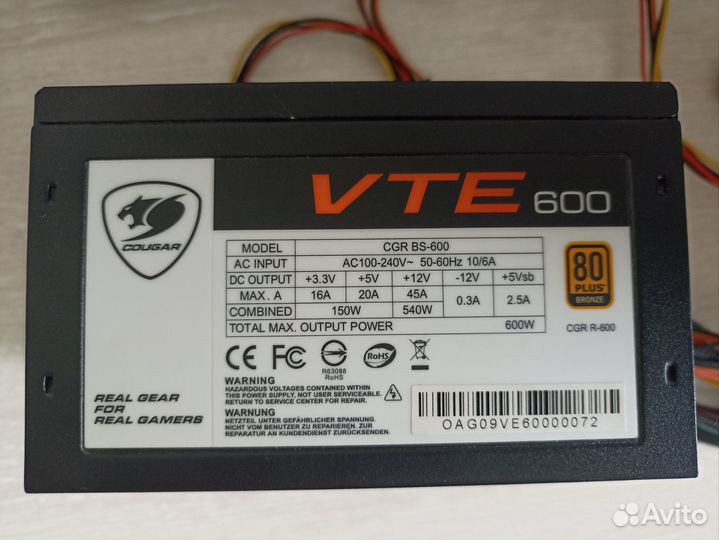 VTE 600
COUGAR
MODEL CGR BS-600
AC INPUT AC100-240V~ 50-60Hz 10/6A
DC OUTPUT +3.3V +5V +12V -12V +5Vsb
MAX. A 16A 20A 45A 0.3A 2.5A
COMBINED 150W 540W
TOTAL MAX. OUTPUT POWER 600W
80
PLUS
BRONZE
CGR R-600
CE FC R63088
RoHS
RoHS
WARNING
HAZARDOUS VOLTAGES CONTAINED WITHIN
THIS POWER SUPPLY, NOT USER SERVICEABLE.
RETURN TO SERVICE CENTER FOR REPAIR.
WARNUNG
NETZTEIL UNTER GEFÄHRLICHER SPANNUNG.
NICHT VOM BENUTZER ZU REPARIEREN. ZUR
REPARATUR AN KUNDENDIENST ZURÜCKSENDEN.
REAL GEAR
FOR
REAL GAMERS
OAG09VE60000072
Avito